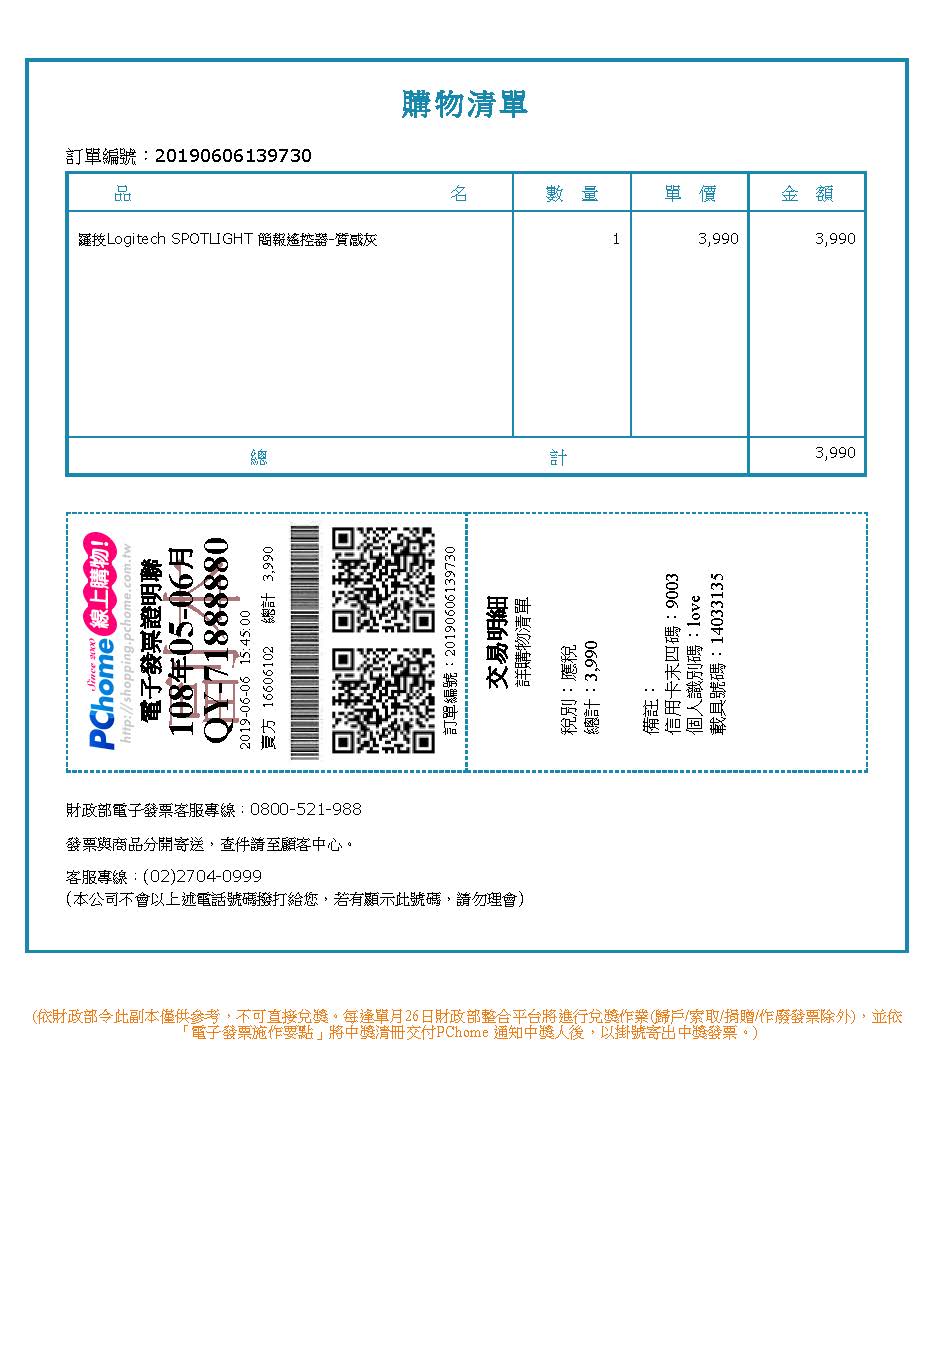 購物清單
訂單編號：20190606139730
品 名 數 量 單 價 金 額
羅技Logitech SPOTLIGHT 簡報遙控器-質感灰 1 3,990 3,990
總 計 3,990
PChome 線上購物!
Since 2000
http://shopping.pchome.com.tw
電子發票證明聯
108年05-06月
QY-71888880
副本
2019-06-06 15:45:00
賣方 16606102 總計 3,990
訂單編號：20190606139730
交易明細
詳購物清單
稅別：應稅
總計：3,990
備註：
信用卡末四碼：9003
個人識別碼：love
載具號碼：14033135
財政部電子發票客服專線：0800-521-988
發票與商品分開寄送，查件請至顧客中心。
客服專線：(02)2704-0999
(本公司不會以上述電話號碼撥打給您，若有顯示此號碼，請勿理會)
(依財政部令此副本僅供參考，不可直接兌獎。每逢單月26日財政部整合平台將進行兌獎作業(歸戶/索取/捐贈/作廢發票除外)，並依
「電子發票施作要點」將中獎清冊交付PChome 通知中獎人後，以掛號寄出中獎發票。)